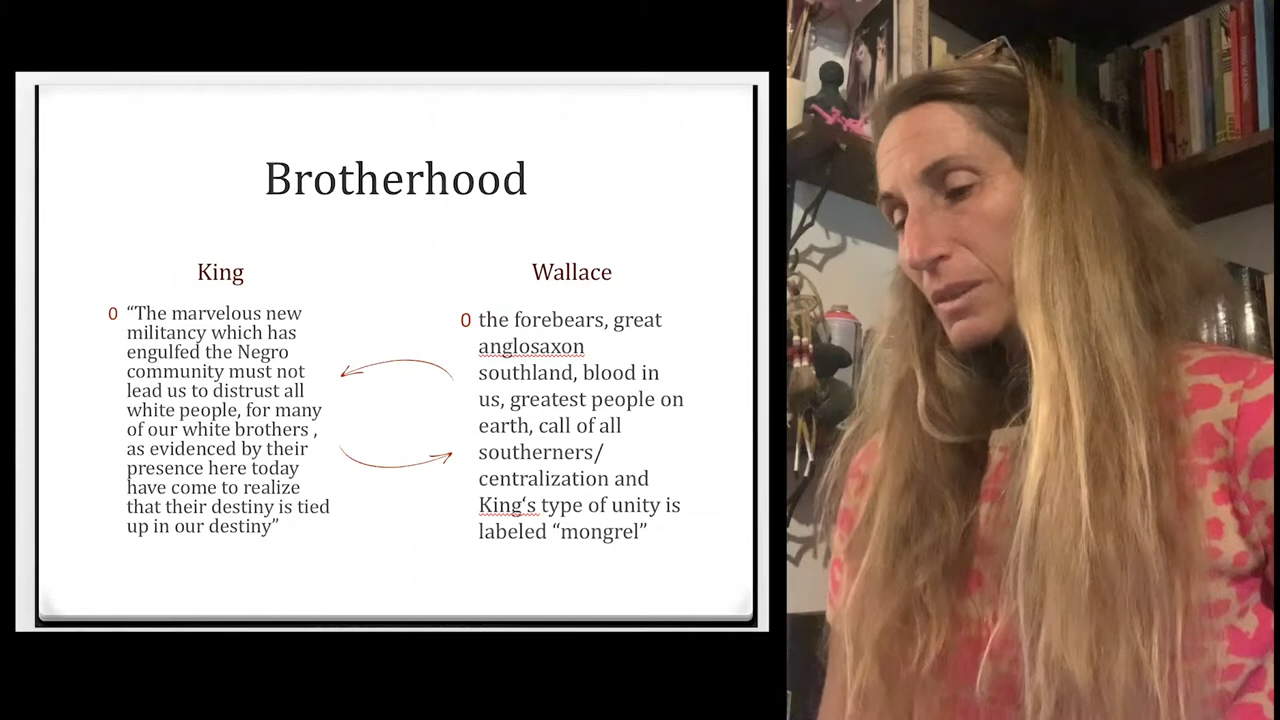 Brotherhood
King
0 “The marvelous new
militancy which has
engulfed the Negro
community must not
lead us to distrust all
white people, for many
of our white brothers ,
as evidenced by their
presence here today
have come to realize
that their destiny is tied
up in our destiny”
Wallace
0 the forebears, great
anglosaxon
southland, blood in
us, greatest people on
earth, call of all
southerners/
centralization and
King‘s type of unity is
labeled “mongrel”